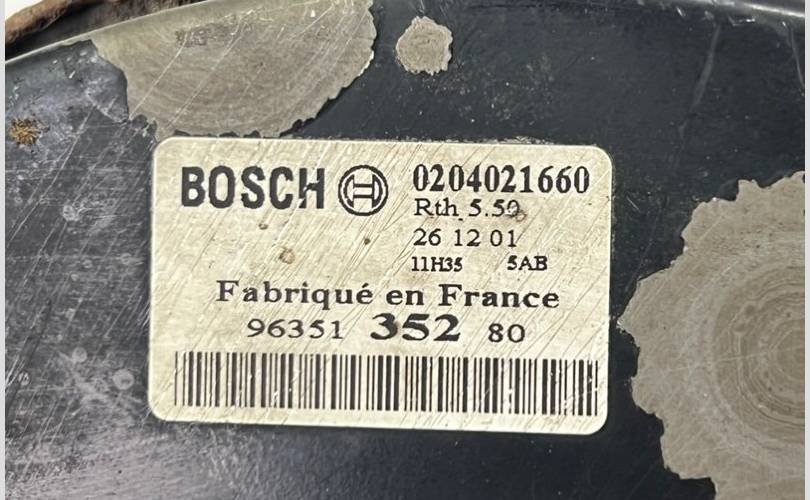 BOSCH 0204021660
Rth 5.50
26 12 01
11H35 5AB
Fabriqué en France
96351 352 80